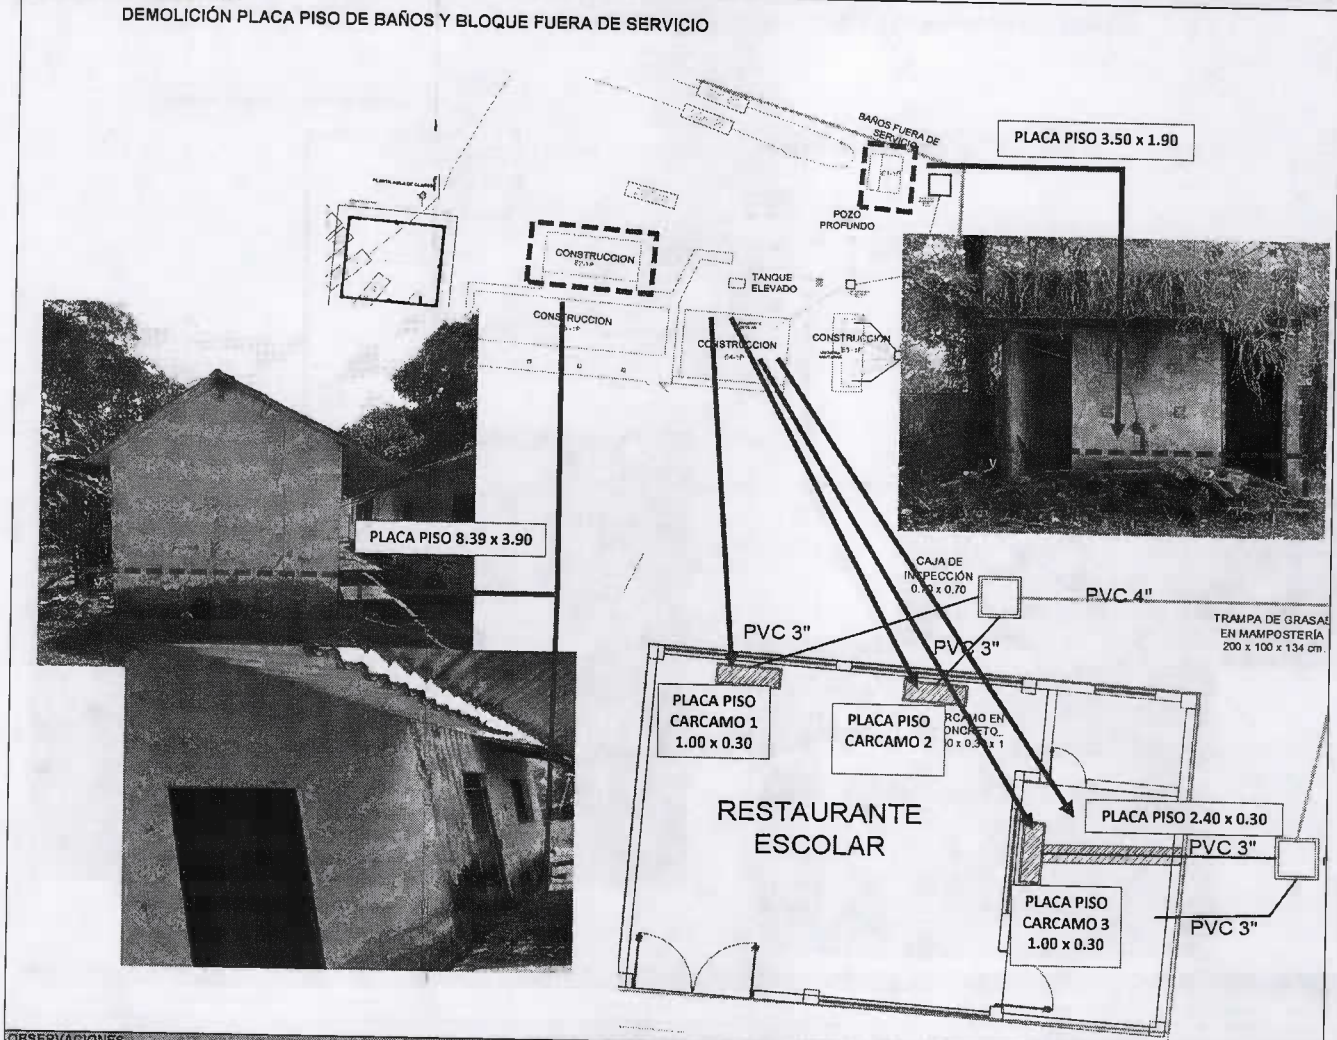 DEMOLICIÓN PLACA PISO DE BAÑOS Y BLOQUE FUERA DE SERVICIO
BAÑOS FUERA DE
SERVICIO
PLACA PISO 3.50 x 1.90
POZO
PROFUNDO
CONSTRUCCION
TANQUE
ELEVADO
CONSTRUCCION
CONSTRUCCION
CONSTRUCCION
PLACA PISO 8.39 x 3.90
CAJA DE
INSPECCIÓN
0.70 x 0.70
PVC 4"
TRAMPA DE GRASAS
EN MAMPOSTERÍA
200 x 100 x 134 cm.
PVC 3"
PVC 3"
PLACA PISO
CARCAMO 1
1.00 x 0.30
PLACA PISO
CARCAMO 2
RESTAURANTE
ESCOLAR
PLACA PISO 2.40 x 0.30
PVC 3"
PLACA PISO
CARCAMO 3
1.00 x 0.30
PVC 3"
OBSERVACIONES